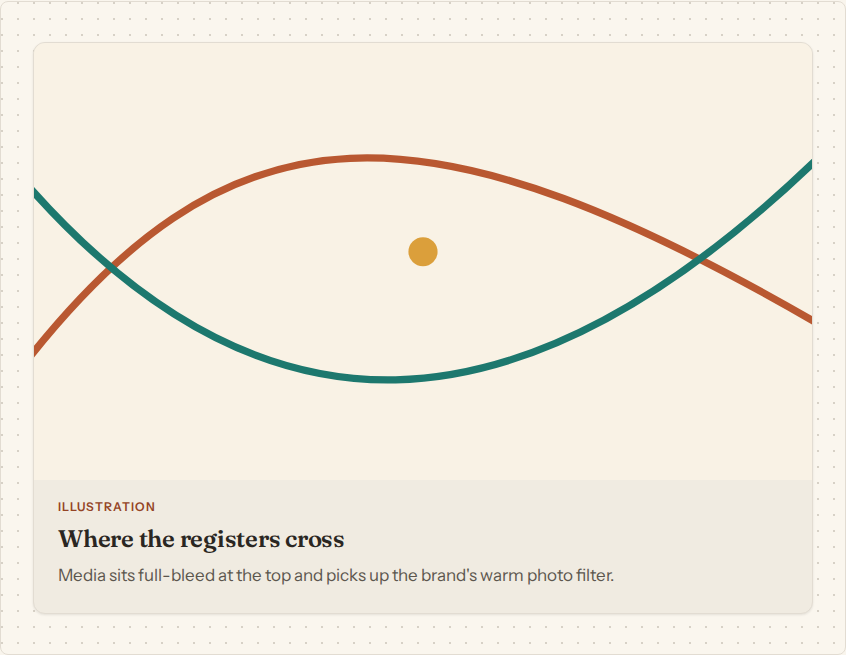 ILLUSTRATION
Where the registers cross
Media sits full-bleed at the top and picks up the brand's warm photo filter.